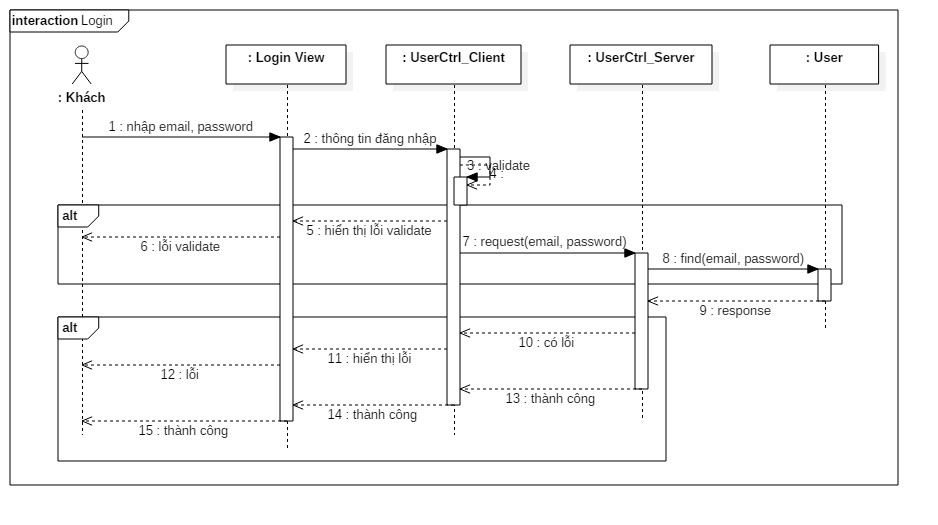 interaction Login
: Khách
: Login View
: UserCtrl_Client
: UserCtrl_Server
: User
1 : nhập email, password
2 : thông tin đăng nhập
3 : validate
4 :
alt
5 : hiển thị lỗi validate
6 : lỗi validate
7 : request(email, password)
8 : find(email, password)
9 : response
alt
10 : có lỗi
11 : hiển thị lỗi
12 : lỗi
13 : thành công
14 : thành công
15 : thành công